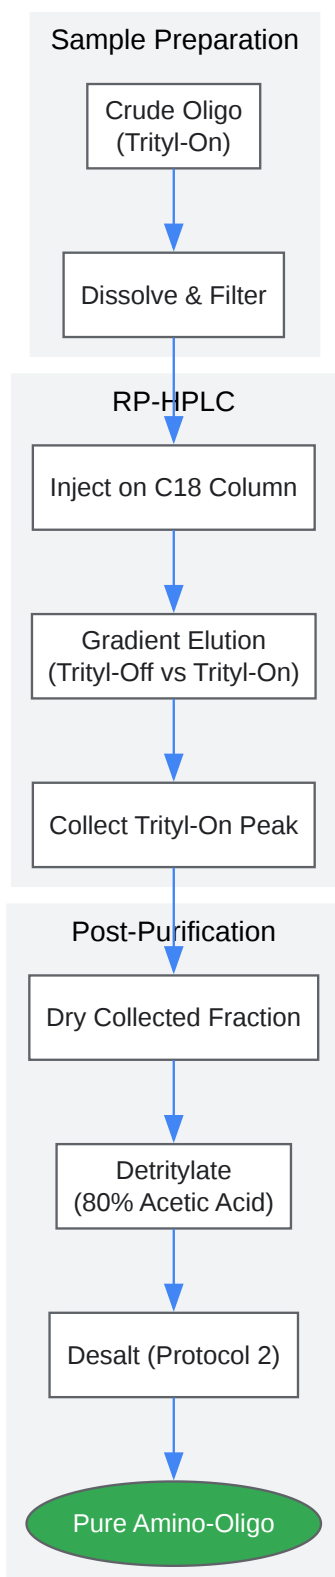 Sample Preparation
Crude Oligo
(Trityl-On)
Dissolve & Filter
RP-HPLC
Inject on C18 Column
Gradient Elution
(Trityl-Off vs Trityl-On)
Collect Trityl-On Peak
Post-Purification
Dry Collected Fraction
Detritylate
(80% Acetic Acid)
Desalt (Protocol 2)
Pure Amino-Oligo